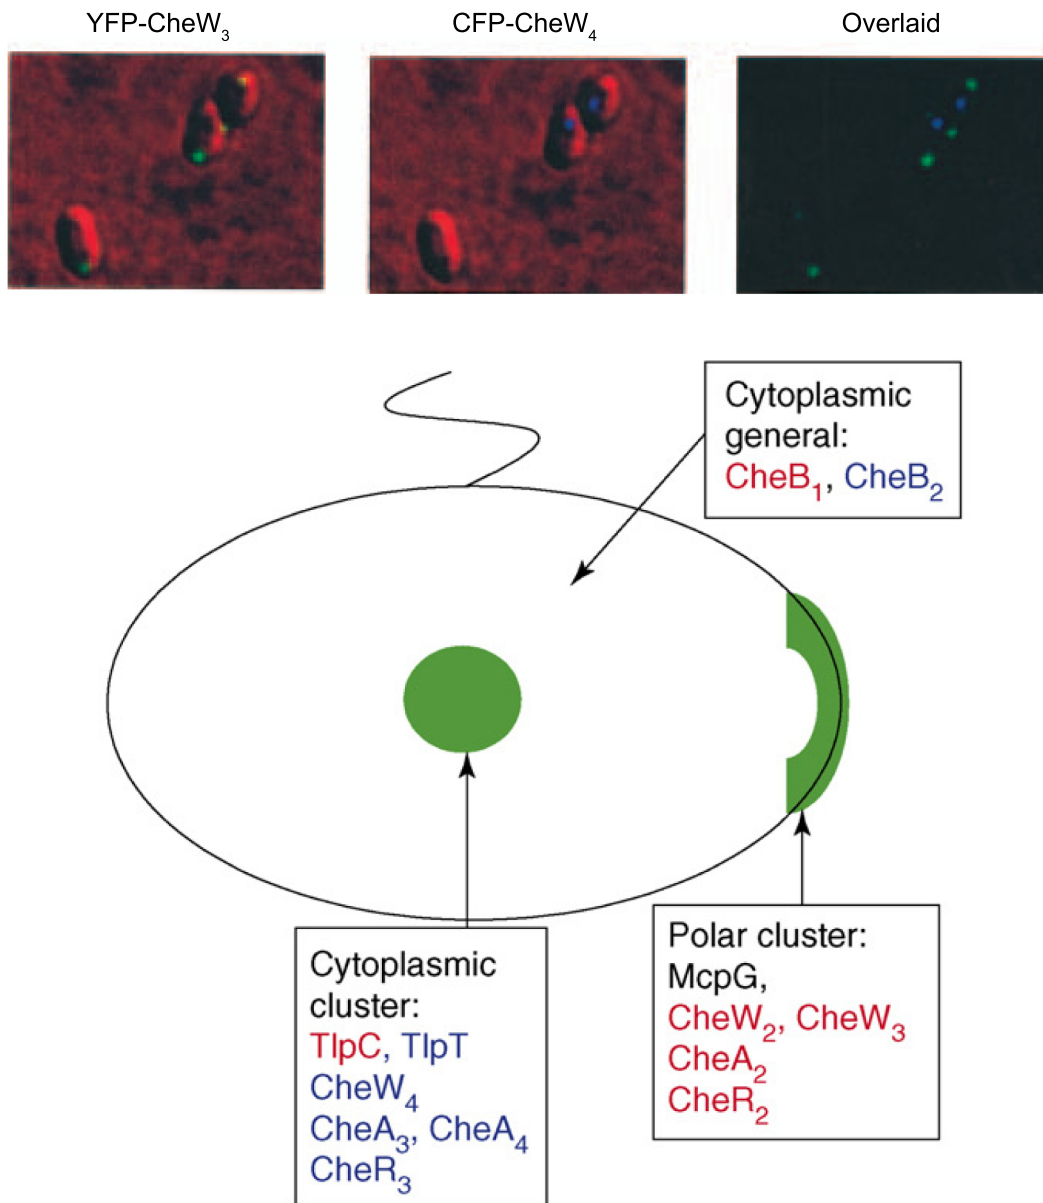 YFP-CheW₃
CFP-CheW₄
Overlaid
Cytoplasmic
general:
CheB₁, CheB₂
Cytoplasmic
cluster:
TlpC, TlpT
CheW₄
CheA₃, CheA₄
CheR₃
Polar cluster:
McpG,
CheW₂, CheW₃
CheA₂
CheR₂